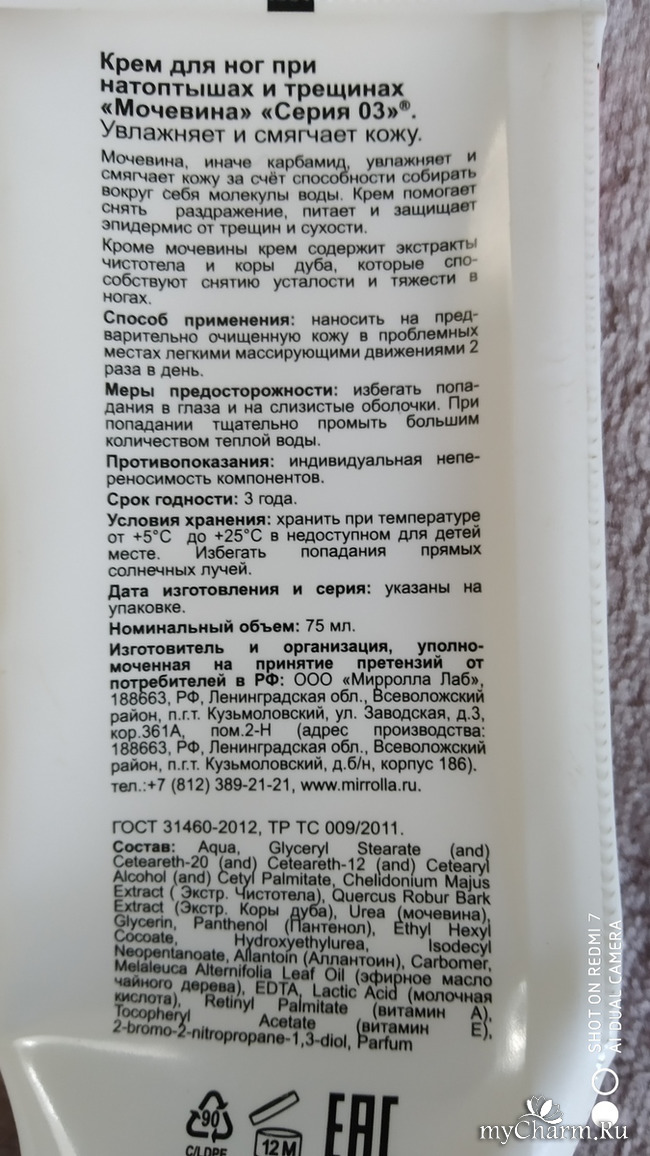 Крем для ног при
натоптышах и трещинах
«Мочевина» «Серия 03»®.
Увлажняет и смягчает кожу.
Мочевина, иначе карбамид, увлажняет и
смягчает кожу за счёт способности собирать
вокруг себя молекулы воды. Крем помогает
снять раздражение, питает и защищает
эпидермис от трещин и сухости.
Кроме мочевины крем содержит экстракты
чистотела и коры дуба, которые спо-
собствуют снятию усталости и тяжести в
ногах.
Способ применения: наносить на пред-
варительно очищенную кожу в проблемных
местах легкими массирующими движениями 2
раза в день.
Меры предосторожности: избегать попа-
дания в глаза и на слизистые оболочки. При
попадании тщательно промыть большим
количеством теплой воды.
Противопоказания: индивидуальная непе-
реносимость компонентов.
Срок годности: 3 года.
Условия хранения: хранить при температуре
от +5°C до +25°C в недоступном для детей
месте. Избегать попадания прямых
солнечных лучей.
Дата изготовления и серия: указаны на
упаковке.
Номинальный объем: 75 мл.
Изготовитель и организация, уполно-
моченная на принятие претензий от
потребителей в РФ: ООО «Мирролла Лаб»,
188663, РФ, Ленинградская обл., Всеволожский
район, п.г.т. Кузьмоловский, ул. Заводская, д.3,
кор.361А, пом.2-Н (адрес производства:
188663, РФ, Ленинградская обл., Всеволожский
район, п.г.т. Кузьмоловский, д.б/н, корпус 186).
тел.:+7 (812) 389-21-21, www.mirrolla.ru.
ГОСТ 31460-2012, ТР ТС 009/2011.
Состав: Aqua, Glyceryl Stearate (and)
Ceteareth-20 (and) Ceteareth-12 (and) Cetearyl
Alcohol (and) Cetyl Palmitate, Chelidonium Majus
Extract ( Экстр. Чистотела), Quercus Robur Bark
Extract (Экстр. Коры дуба), Urea (мочевина),
Glycerin, Panthenol (Пантенол), Ethyl Hexyl
Cocoate, Hydroxyethylurea, Isodecyl
Neopentanoate, Allantoin (Аллантоин), Carbomer,
Melaleuca Alternifolia Leaf Oil (эфирное масло
чайного дерева), EDTA, Lactic Acid (молочная
кислота), Retinyl Palmitate (витамин А),
Tocopheryl Acetate (витамин Е),
2-bromo-2-nitropropane-1,3-diol, Parfum
90
C/LDPE
12 M
EAC
SHOT ON REDMI 7
AI DUAL CAMERA
myCharm.Ru